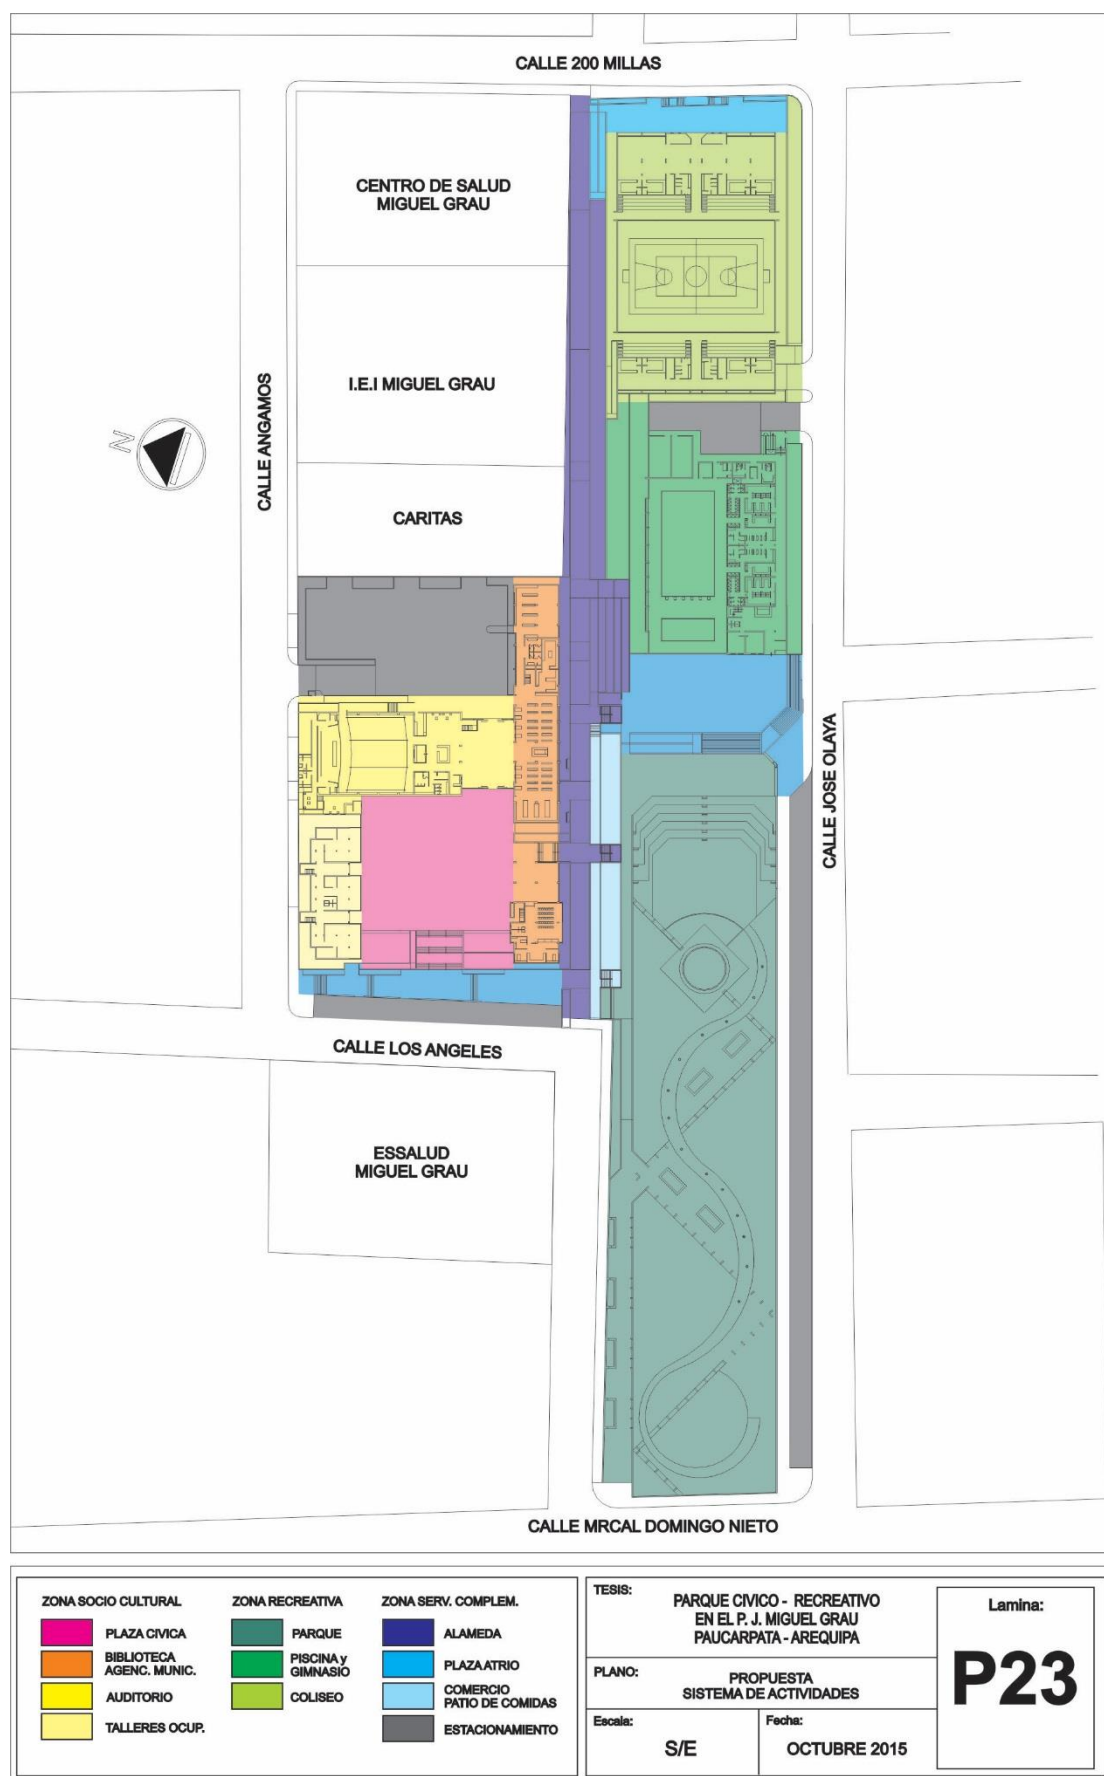 CALLE 200 MILLAS
CENTRO DE SALUD
MIGUEL GRAU
I.E.I MIGUEL GRAU
CALLE ANGAMOS
N
CARITAS
CALLE JOSE OLAYA
CALLE LOS ANGELES
ESSALUD
MIGUEL GRAU
CALLE MRCAL DOMINGO NIETO
ZONA SOCIO CULTURAL
PLAZA CIVICA
BIBLIOTECA
AGENC. MUNIC.
AUDITORIO
TALLERES OCUP.
ZONA RECREATIVA
PARQUE
PISCINA y
GIMNASIO
COLISEO
ZONA SERV. COMPLEM.
ALAMEDA
PLAZA ATRIO
COMERCIO
PATIO DE COMIDAS
ESTACIONAMIENTO
TESIS:
PARQUE CIVICO - RECREATIVO
EN EL P. J. MIGUEL GRAU
PAUCARPATA - AREQUIPA
PLANO:
PROPUESTA
SISTEMA DE ACTIVIDADES
Escala:
S/E
Fecha:
OCTUBRE 2015
Lamina:
P23